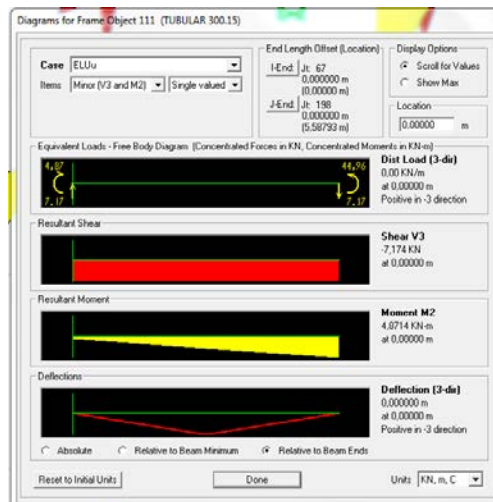 Diagrams for Frame Object 111 (TUBULAR 300.15)
End Length Offset (Location)
Display Options
Case ELUu
I-End: Jt: 67
0,000000 m
(0,00000 m)
Scroll for Values
Show Max
Items Minor (V3 and M2) Single valued
J-End: Jt: 198
0,000000 m
(5,58793 m)
Location
0,00000 m
Equivalent Loads - Free Body Diagram (Concentrated Forces in KN, Concentrated Moments in KN-m)
4,87
44,96
7.17
7.17
Dist Load (3-dir)
0,00 KN/m
at 0,00000 m
Positive in -3 direction
Resultant Shear
Shear V3
-7,174 KN
at 0,00000 m
Resultant Moment
Moment M2
4,8714 KN-m
at 0,00000 m
Deflections
Deflection (3-dir)
0,000000 m
at 0,00000 m
Positive in -3 direction
Absolute
Relative to Beam Minimum
Relative to Beam Ends
Reset to Initial Units
Done
Units KN, m, C